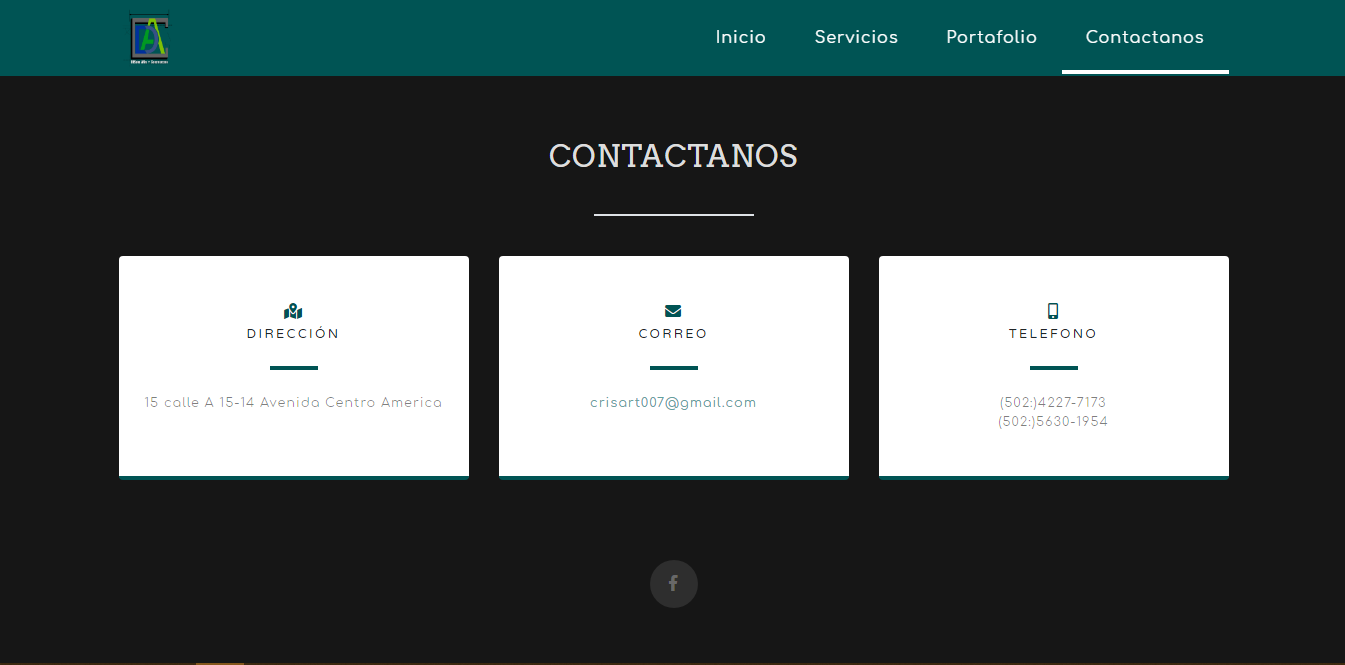 Inicio Servicios Portafolio Contactanos
CONTACTANOS
DIRECCIÓN
15 calle A 15-14 Avenida Centro America
CORREO
crisart007@gmail.com
TELEFONO
(502:)4227-7173
(502:)5630-1954